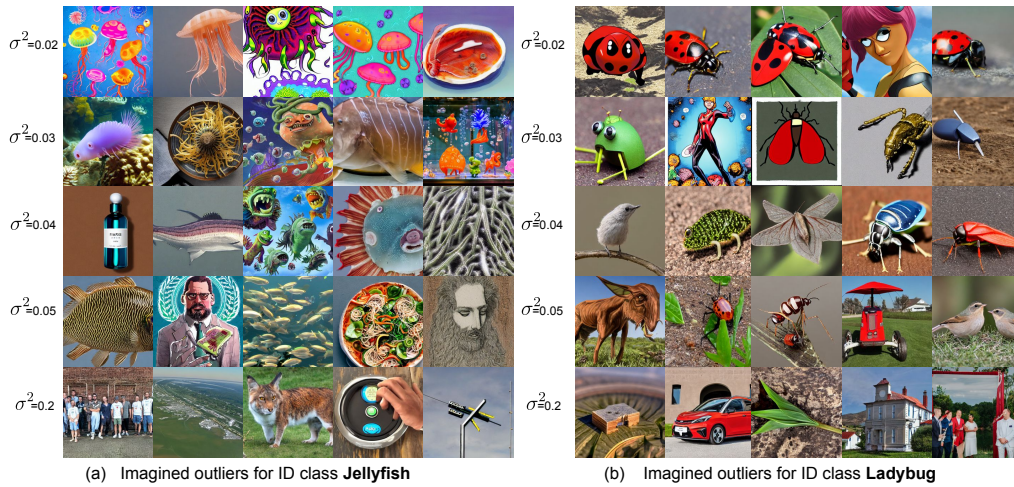 σ²=0.02
σ²=0.03
σ²=0.04
σ²=0.05
σ²=0.2
(a) Imagined outliers for ID class Jellyfish
σ²=0.02
σ²=0.03
σ²=0.04
σ²=0.05
σ²=0.2
(b) Imagined outliers for ID class Ladybug